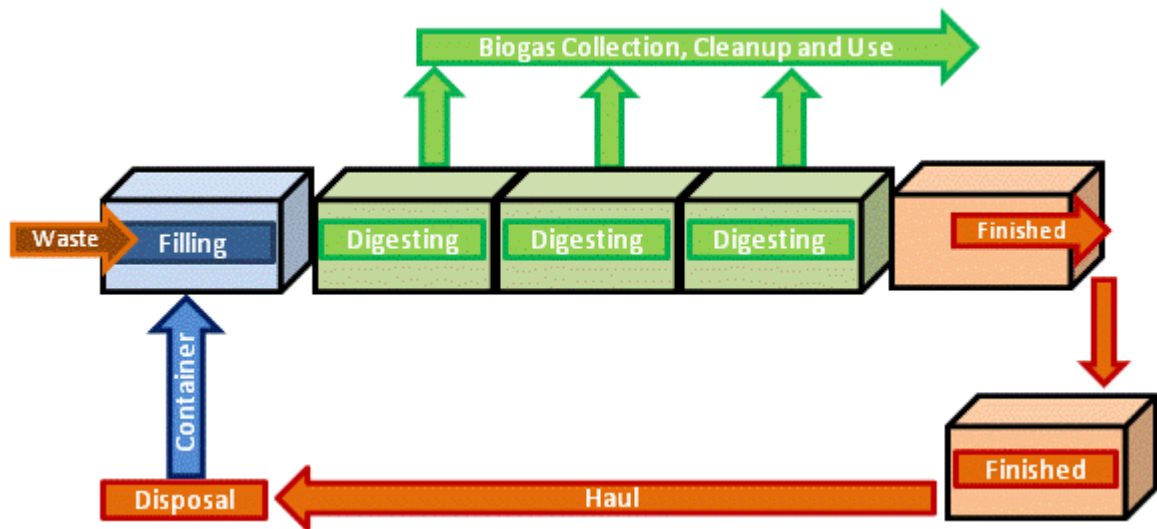 Biogas Collection, Cleanup and Use
Waste
Filling
Digesting
Digesting
Digesting
Finished
Container
Finished
Disposal
Haul